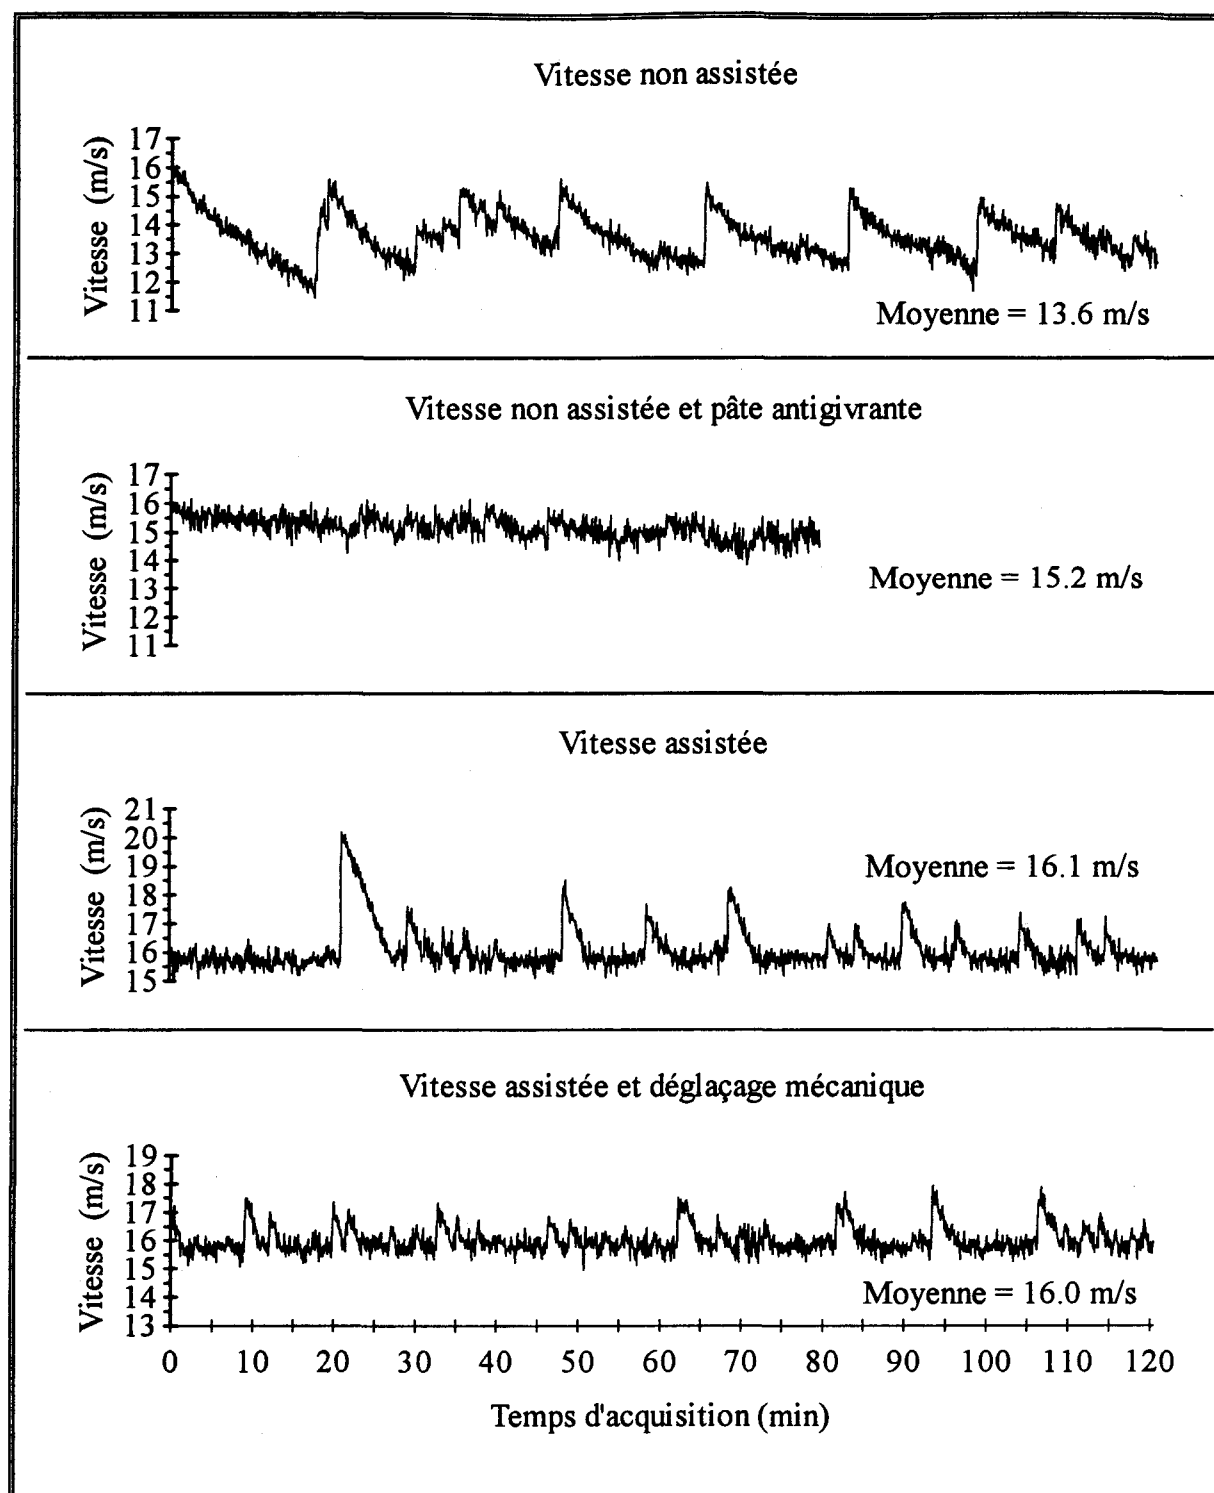 Vitesse non assistée
Vitesse (m/s)
17
16
15
14
13
12
11
Moyenne = 13.6 m/s
Vitesse non assistée et pâte antigivrante
Vitesse (m/s)
17
16
15
14
13
12
11
Moyenne = 15.2 m/s
Vitesse assistée
Vitesse (m/s)
21
20
19
18
17
16
15
Moyenne = 16.1 m/s
Vitesse assistée et déglaçage mécanique
Vitesse (m/s)
19
18
17
16
15
14
13
Moyenne = 16.0 m/s
0 10 20 30 40 50 60 70 80 90 100 110 120
Temps d'acquisition (min)